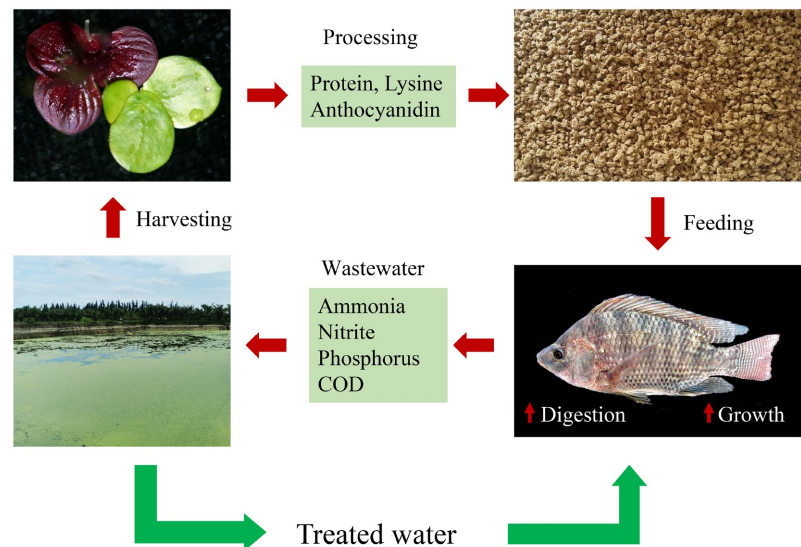 Processing
Protein, Lysine
Anthocyanidin
Harvesting
Feeding
Wastewater
Ammonia
Nitrite
Phosphorus
COD
Digestion
Growth
Treated water